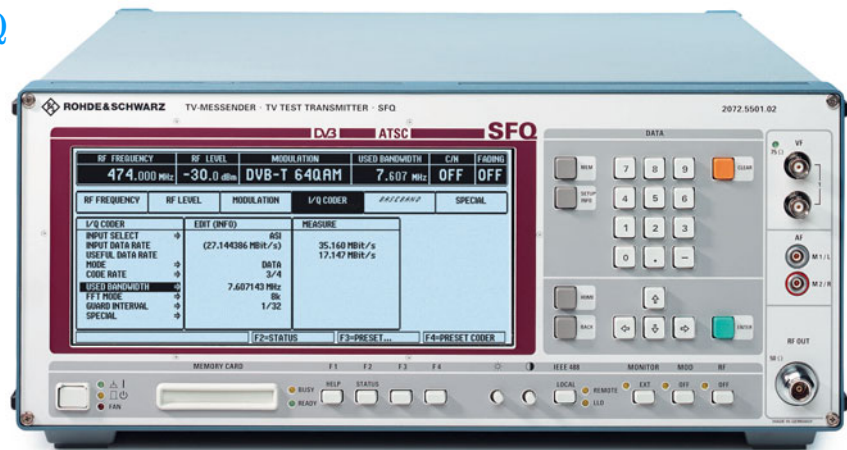 Q
ROHDE&SCHWARZ TV-MESSENDER · TV TEST TRANSMITTER · SFQ 2072.5501.02
DVB ATSC SFQ
DATA
RF FREQUENCY RF LEVEL MODULATION USED BANDWIDTH C/N FADING
474.000 MHz -30.0 dBm DVB-T 64QAM 7.607 MHz OFF OFF
RF FREQUENCY RF LEVEL MODULATION I/Q CODER BASEBAND SPECIAL
I/Q CODER EDIT (INFO) MEASURE
INPUT SELECT ASI
INPUT DATA RATE (27.144386 MBit/s) 35.160 MBit/s
USEFUL DATA RATE 17.147 MBit/s
MODE DATA
CODE RATE 3/4
USED BANDWIDTH 7.607143 MHz
FFT MODE 8k
GUARD INTERVAL 1/32
SPECIAL
F2=STATUS F3=PRESET... F4=PRESET CODER
MEM 7 8 9 CLEAR
SETUP INFO 4 5 6
1 2 3
0 . -
HOME
BACK ENTER
VF
75 Ω
AF
M1/L
M2/R
RF OUT
50 Ω
MADE IN GERMANY
MEMORY CARD F1 F2 F3 F4 IEEE 488 MONITOR MOD RF
FAN
BUSY
READY
HELP STATUS
LOCAL REMOTE EXT OFF OFF
LLO